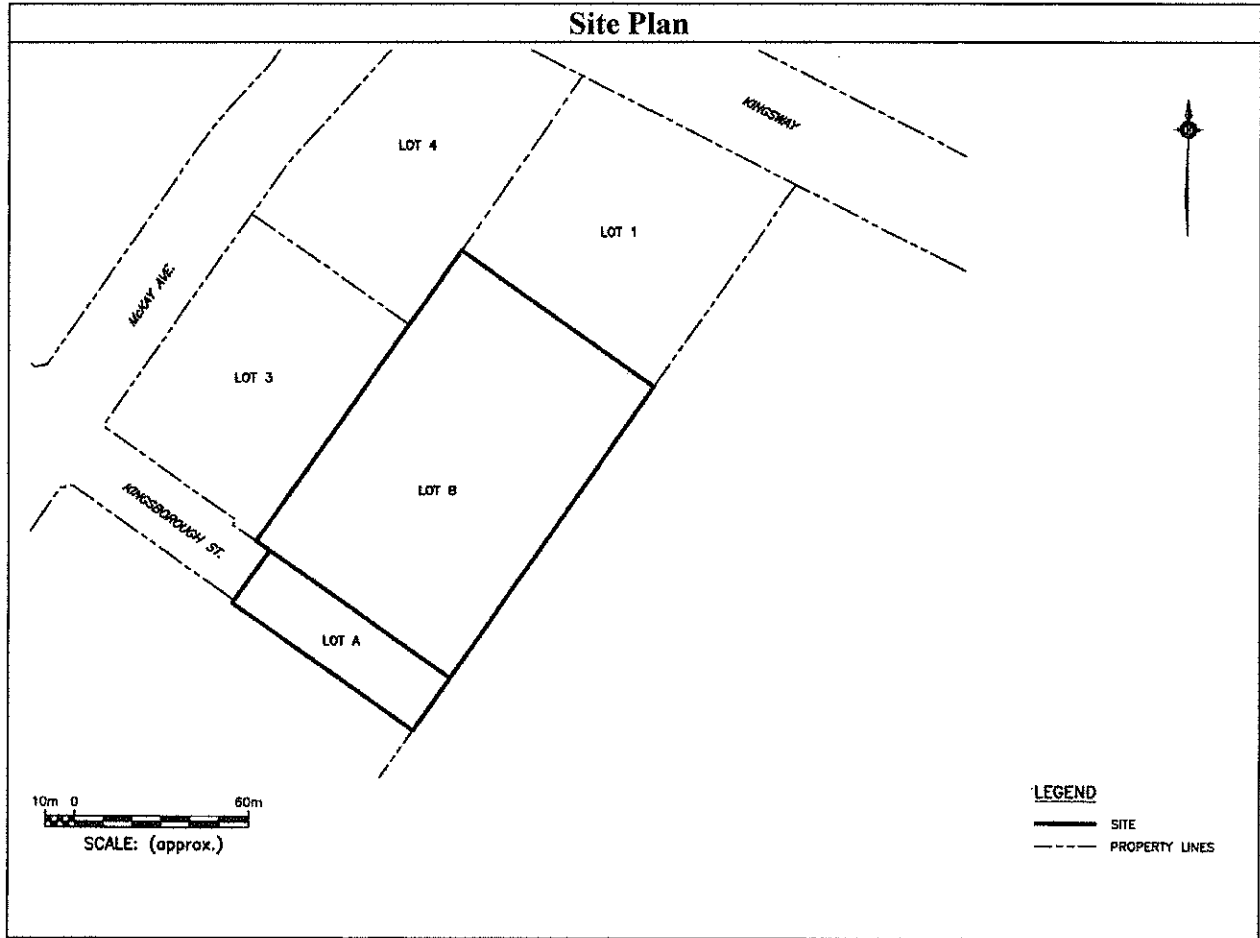 Site Plan
KINGSWAY
LOT 4
LOT 1
McKAY AVE.
LOT 3
LOT B
KINGSBOROUGH ST.
LOT A
10m 0 60m
SCALE: (approx.)
LEGEND
SITE
PROPERTY LINES